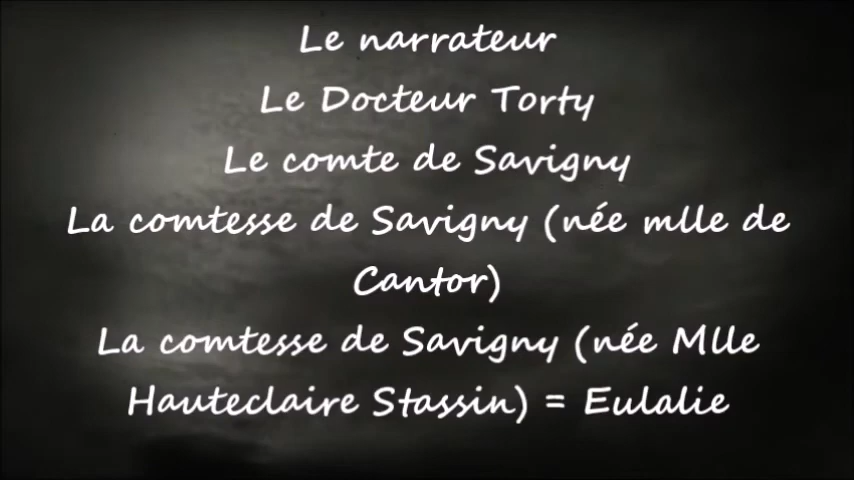 Le narrateur
Le Docteur Torty
Le comte de Savigny
La comtesse de Savigny (née mlle de
Cantor)
La comtesse de Savigny (née Mlle
Hauteclaire Stassin) = Eulalie